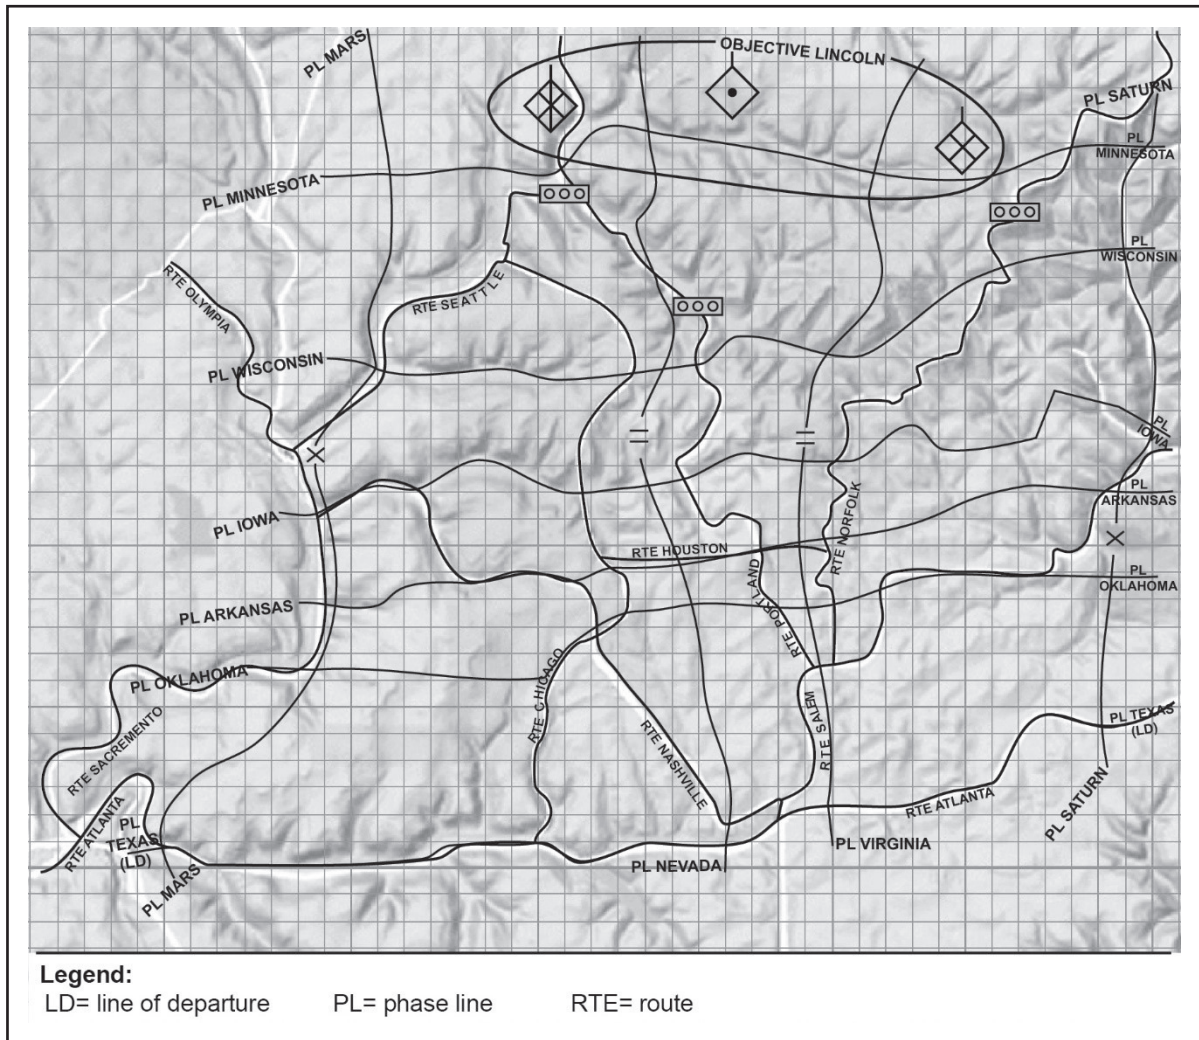 OBJECTIVE LINCOLN
PL MARS
PL SATURN
PL
MINNESOTA
PL MINNESOTA
PL
WISCONSIN
RTE OLYMPIA
RTE SEATTLE
PL WISCONSIN
PL
IOWA
PL
ARKANSAS
PL IOWA
RTE NORFOLK
RTE HOUSTON
PL
OKLAHOMA
PL ARKANSAS
RTE PORTLAND
PL OKLAHOMA
RTE CHICAGO
RTE SACREMENTO
RTE NASHVILLE
RTE SALEM
PL TEXAS
(LD)
RTE ATLANTA
RTE ATLANTA
PL
TEXAS
(LD)
PL SATURN
PL VIRGINIA
PL NEVADA
PL MARS
Legend:
LD= line of departure PL= phase line RTE= route